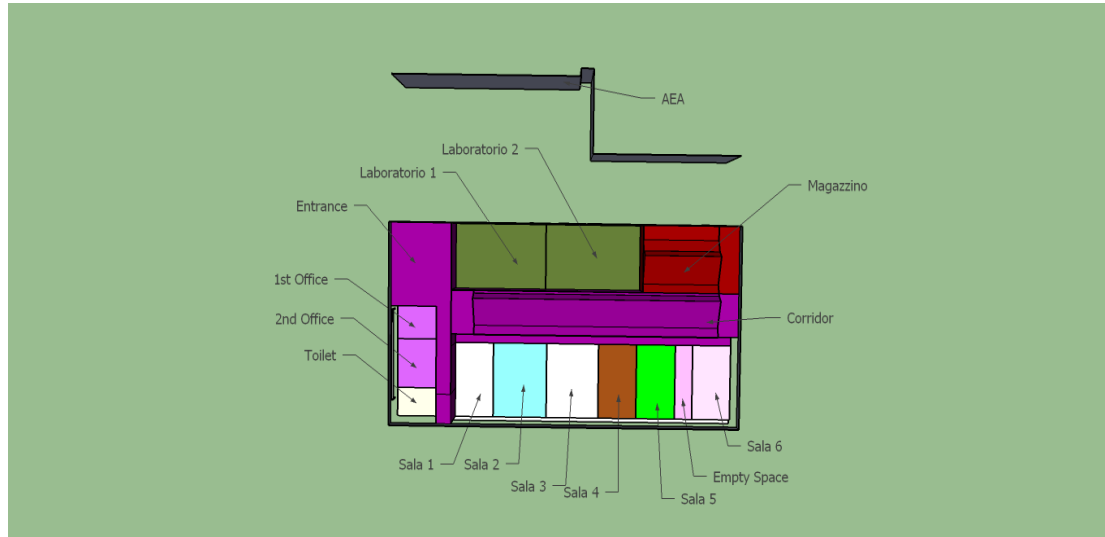 AEA
Laboratorio 2
Laboratorio 1
Magazzino
Entrance
1st Office
2nd Office
Corridor
Toilet
Sala 1
Sala 2
Sala 3
Sala 4
Sala 5
Empty Space
Sala 6